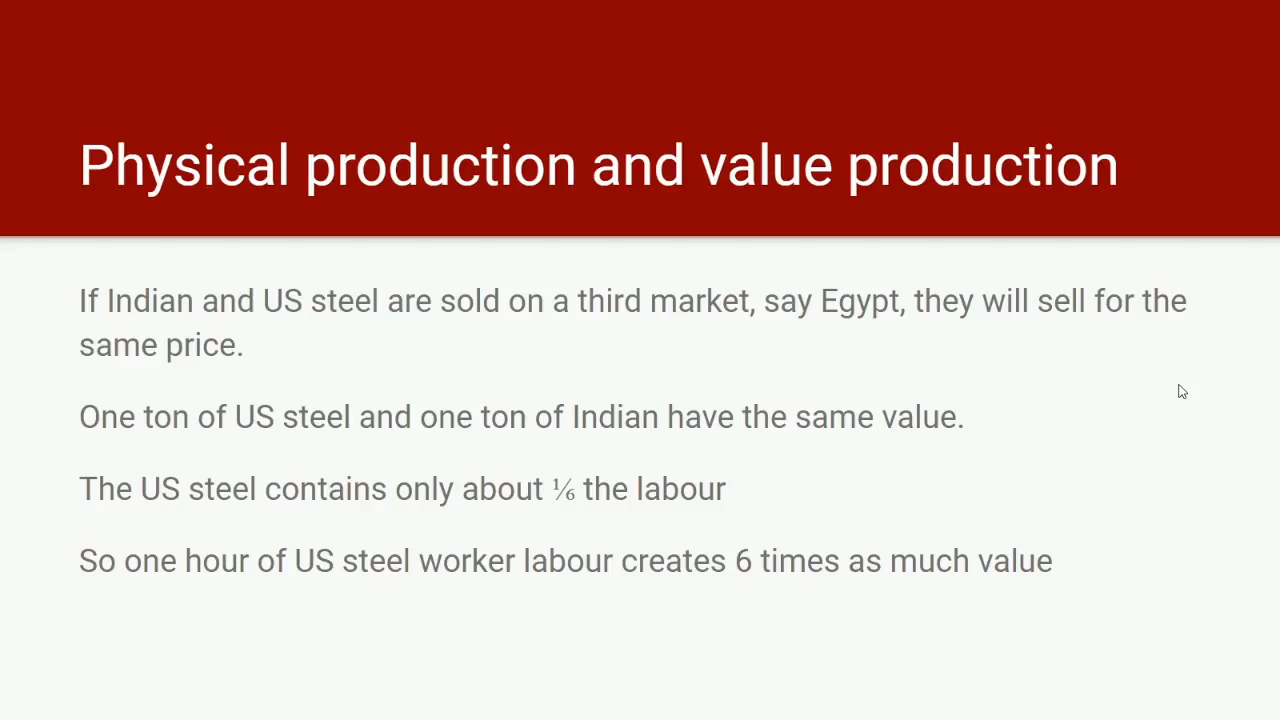 Physical production and value production
If Indian and US steel are sold on a third market, say Egypt, they will sell for the
same price.
One ton of US steel and one ton of Indian have the same value.
The US steel contains only about ⅙ the labour
So one hour of US steel worker labour creates 6 times as much value